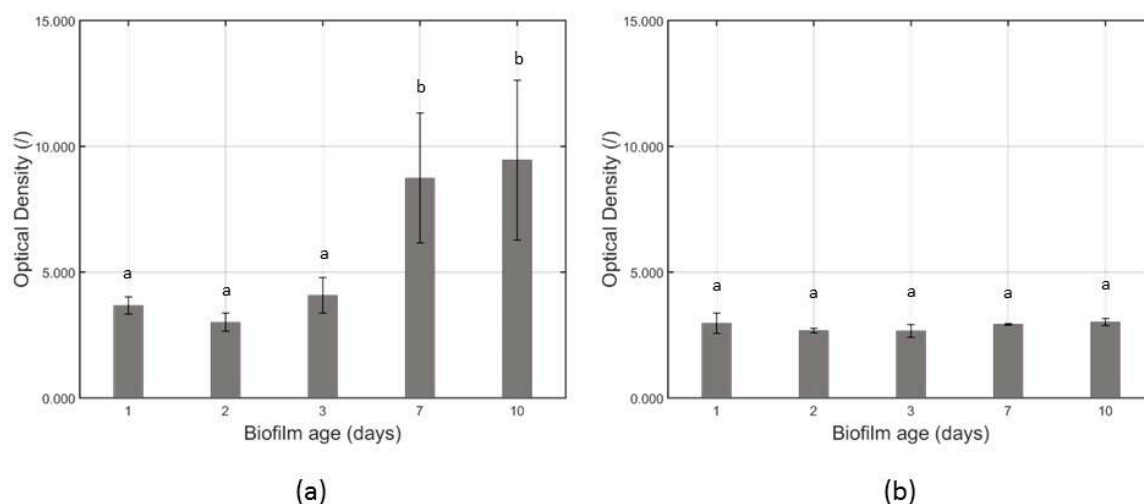 15.000
10.000
5.000
0.000
Optical Density (/)
a
a
a
b
b
1 2 3 7 10
Biofilm age (days)
(a)
15.000
10.000
5.000
0.000
Optical Density (/)
a
a
a
a
a
1 2 3 7 10
Biofilm age (days)
(b)